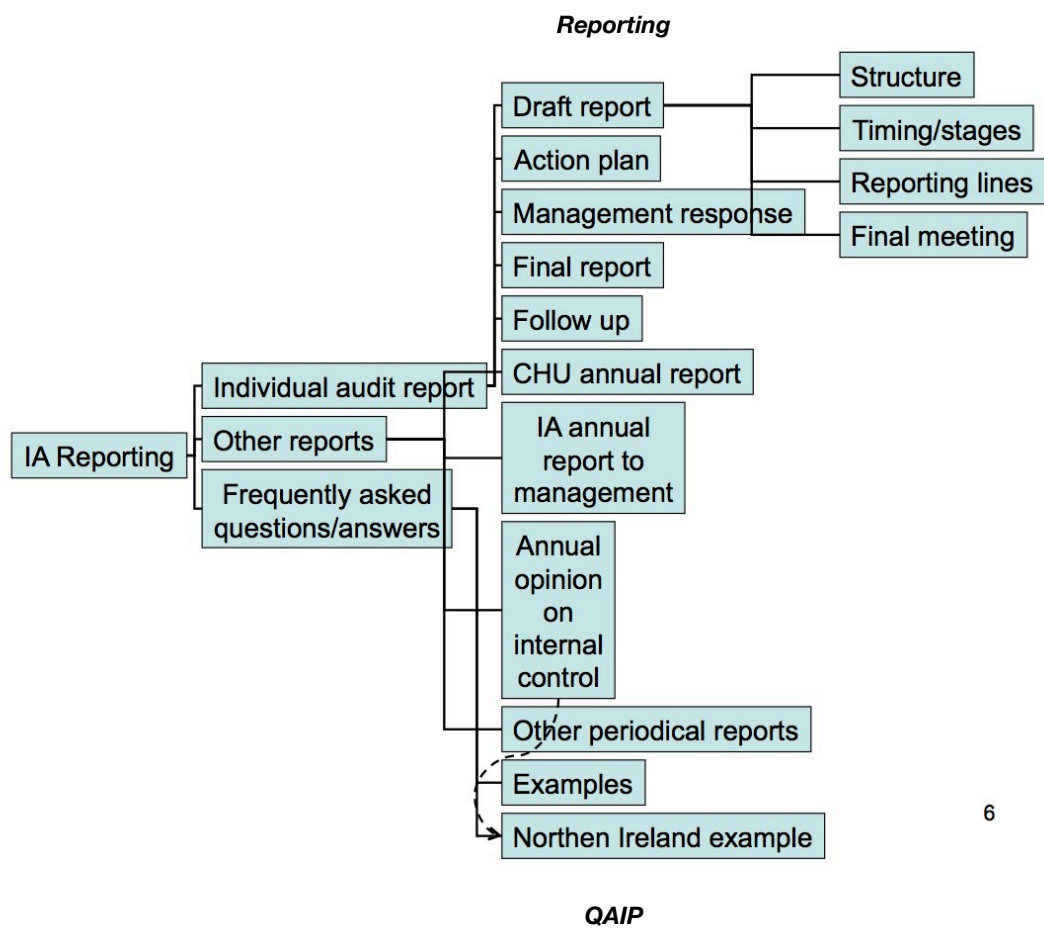 Reporting
Structure
Draft report
Timing/stages
Action plan
Reporting lines
Management response
Final meeting
Final report
Follow up
CHU annual report
Individual audit report
IA annual
report to
management
Other reports
IA Reporting
Frequently asked
questions/answers
Annual
opinion
on
internal
control
Other periodical reports
Examples
6
Northen Ireland example
QAIP